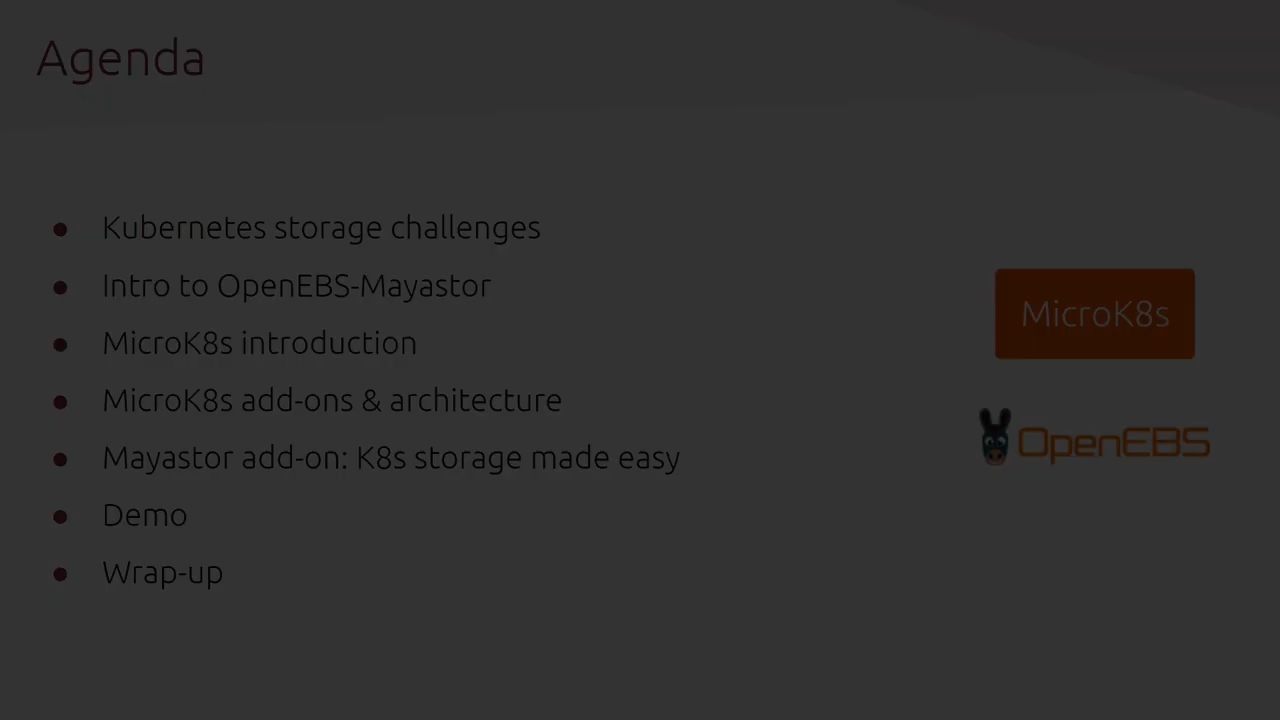 Agenda
Kubernetes storage challenges
Intro to OpenEBS-Mayastor
MicroK8s introduction
MicroK8s add-ons & architecture
Mayastor add-on: K8s storage made easy
Demo
Wrap-up
MicroK8s
OpenEBS